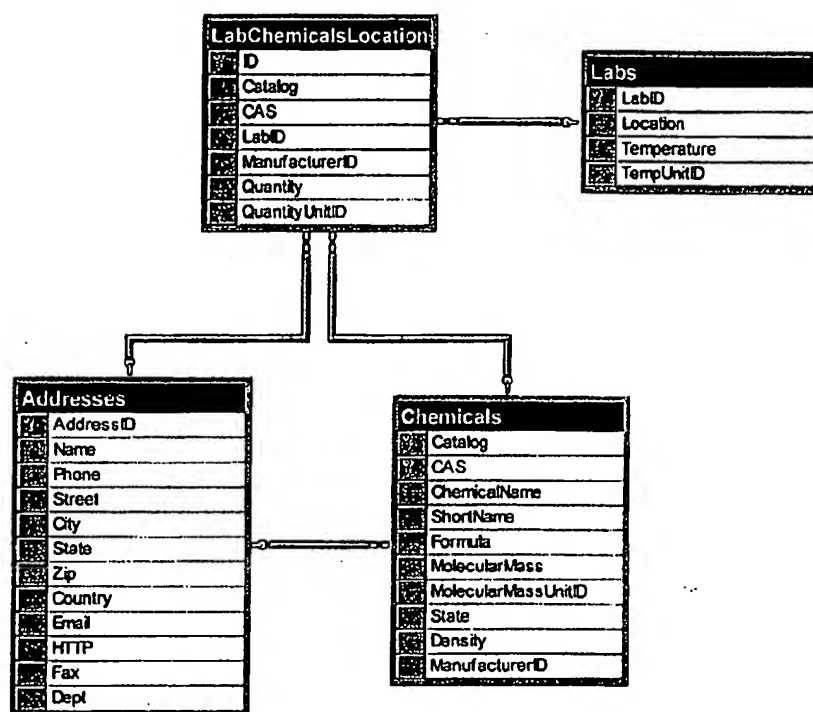 LabChemicalsLocation
ID
Catalog
CAS
LabID
ManufacturerID
Quantity
QuantityUnitID
Labs
LabID
Location
Temperature
TempUnitID
Addresses
AddressID
Name
Phone
Street
City
State
Zip
Country
Email
HTTP
Fax
Dept
Chemicals
Catalog
CAS
ChemicalName
ShortName
Formula
MolecularMass
MolecularMassUnitID
State
Density
ManufacturerID